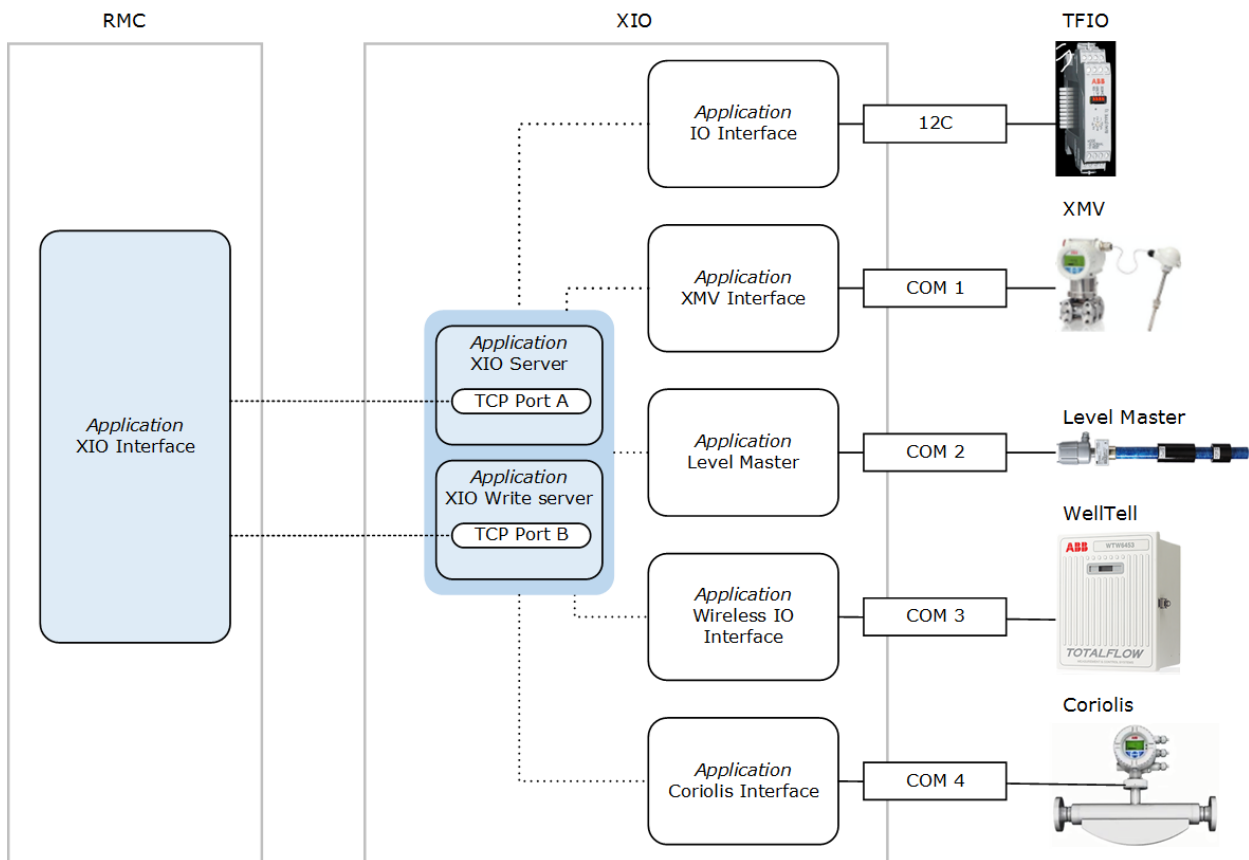 RMC
XIO
TFIO
Application
IO Interface
12C
ABB
XMV
Application
XMV Interface
COM 1
Application
XIO Server
TCP Port A
Application
XIO Interface
Level Master
Application
Level Master
COM 2
Application
XIO Write server
TCP Port B
WellTell
ABB
WTW6453
Application
Wireless IO
Interface
COM 3
TOTALFLOW
Coriolis
Application
Coriolis Interface
COM 4